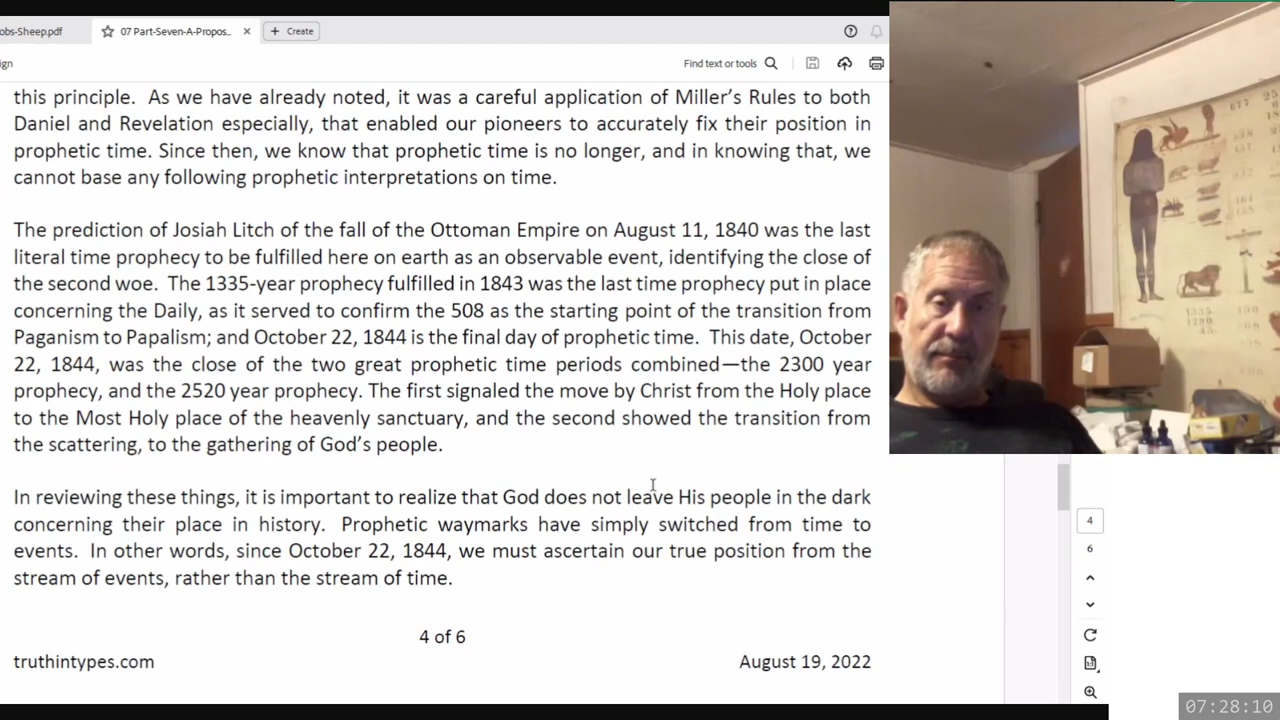 obs-Sheep.pdf
07 Part-Seven-A-Propos...
Create
ign
Find text or tools
this principle. As we have already noted, it was a careful application of Miller's Rules to both
Daniel and Revelation especially, that enabled our pioneers to accurately fix their position in
prophetic time. Since then, we know that prophetic time is no longer, and in knowing that, we
cannot base any following prophetic interpretations on time.
The prediction of Josiah Litch of the fall of the Ottoman Empire on August 11, 1840 was the last
literal time prophecy to be fulfilled here on earth as an observable event, identifying the close of
the second woe. The 1335-year prophecy fulfilled in 1843 was the last time prophecy put in place
concerning the Daily, as it served to confirm the 508 as the starting point of the transition from
Paganism to Papalism; and October 22, 1844 is the final day of prophetic time. This date, October
22, 1844, was the close of the two great prophetic time periods combined—the 2300 year
prophecy, and the 2520 year prophecy. The first signaled the move by Christ from the Holy place
to the Most Holy place of the heavenly sanctuary, and the second showed the transition from
the scattering, to the gathering of God's people.
In reviewing these things, it is important to realize that God does not leave His people in the dark
concerning their place in history. Prophetic waymarks have simply switched from time to
events. In other words, since October 22, 1844, we must ascertain our true position from the
stream of events, rather than the stream of time.
4 of 6
truthintypes.com
August 19, 2022
4
6
677
1335.
1290.
45.
07:28:10